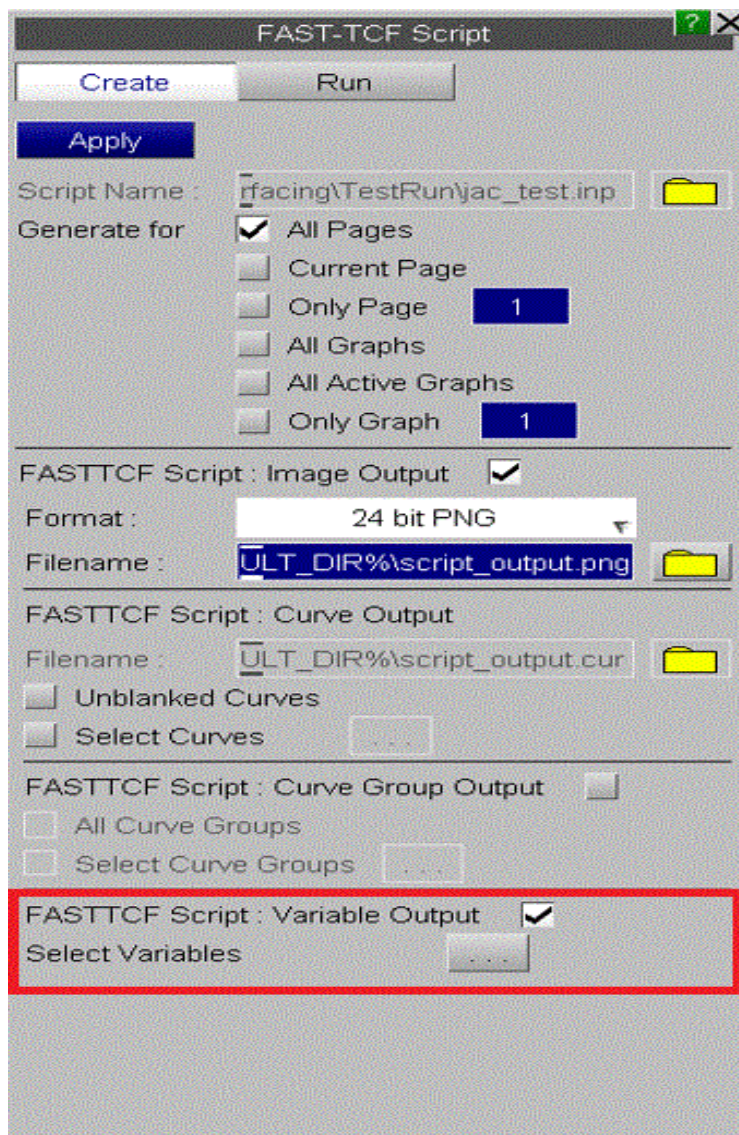 FAST-TCF Script
?
Create Run
Apply
Script Name : rfacing\TestRun\jac_test.inp
Generate for All Pages
Current Page
Only Page 1
All Graphs
All Active Graphs
Only Graph 1
FASTTCF Script : Image Output
Format : 24 bit PNG
Filename : ULT_DIR%\script_output.png
FASTTCF Script : Curve Output
Filename : ULT_DIR%\script_output.cur
Unblanked Curves
Select Curves ...
FASTTCF Script : Curve Group Output
All Curve Groups
Select Curve Groups ...
FASTTCF Script : Variable Output
Select Variables ...